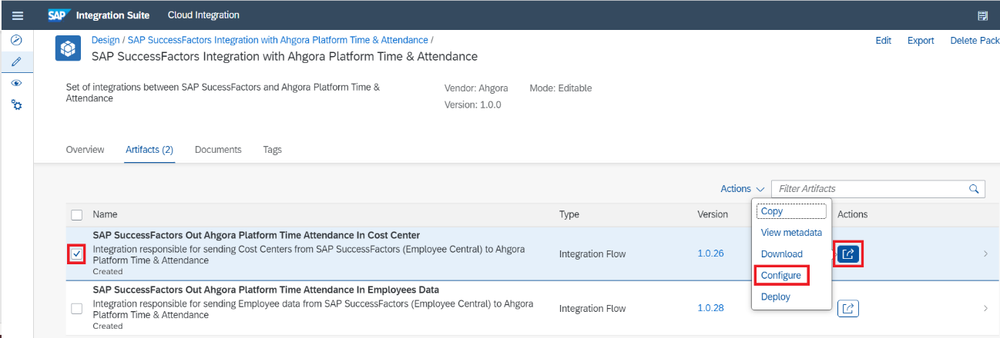 SAP Integration Suite Cloud Integration
Design / SAP SuccessFactors Integration with Ahgora Platform Time & Attendance /
Edit Export Delete Pack
SAP SuccessFactors Integration with Ahgora Platform Time & Attendance
Set of integrations between SAP SucessFactors and Ahgora Platform Time &
Attendance
Vendor: Ahgora Mode: Editable
Version: 1.0.0
Overview Artifacts (2) Documents Tags
Actions Filter Artifacts
Name Type Version Actions
Copy
View metadata
Download
Configure
Deploy
SAP SuccessFactors Out Ahgora Platform Time Attendance In Cost Center
Integration responsible for sending Cost Centers from SAP SuccessFactors (Employee Central) to Ahgora
Platform Time & Attendance
Created
Integration Flow 1.0.26
SAP SuccessFactors Out Ahgora Platform Time Attendance In Employees Data
Integration responsible for sending Employee data from SAP SuccessFactors (Employee Central) to Ahgora
Platform Time & Attendance
Created
Integration Flow 1.0.28